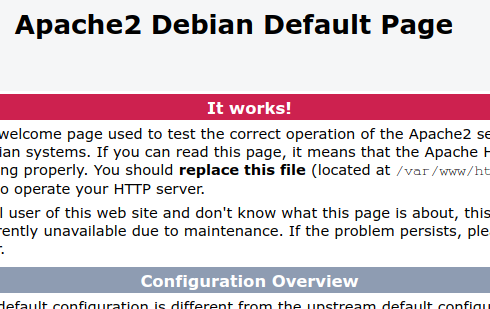 Apache2 Debian Default Page
It works!
welcome page used to test the correct operation of the Apache2 se
ian systems. If you can read this page, it means that the Apache H
ng properly. You should replace this file (located at /var/www/ht
o operate your HTTP server.
l user of this web site and don't know what this page is about, this
rently unavailable due to maintenance. If the problem persists, ple
r.
Configuration Overview
default configuration is different from the upstream default configu